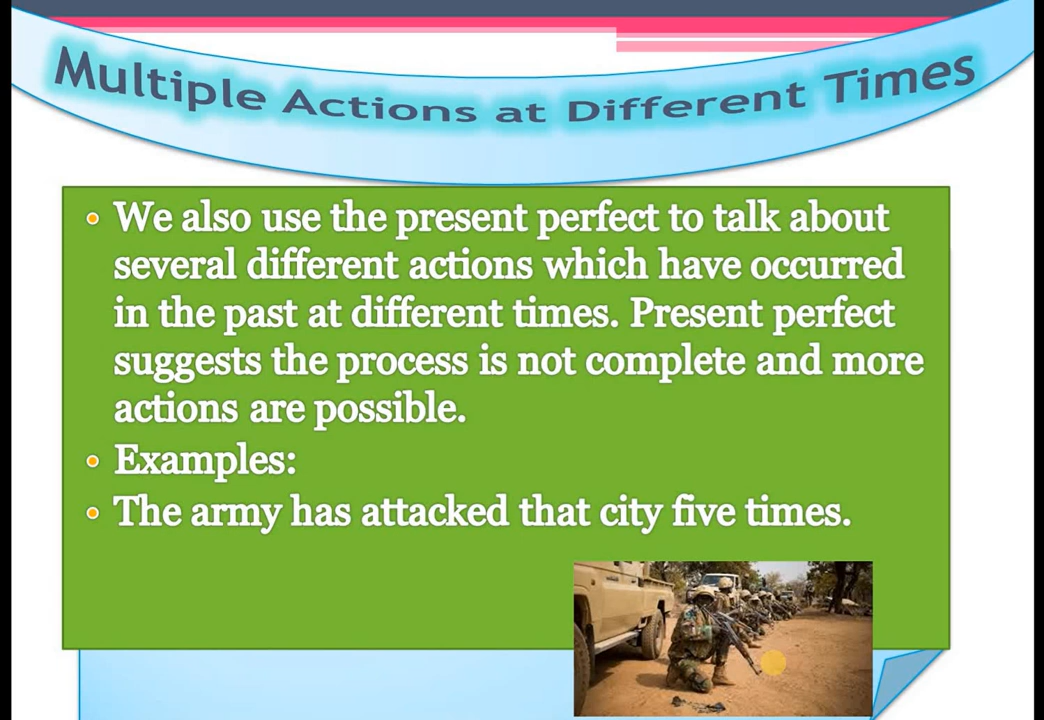 Multiple Actions at Different Times
• We also use the present perfect to talk about
several different actions which have occurred
in the past at different times. Present perfect
suggests the process is not complete and more
actions are possible.
• Examples:
• The army has attacked that city five times.